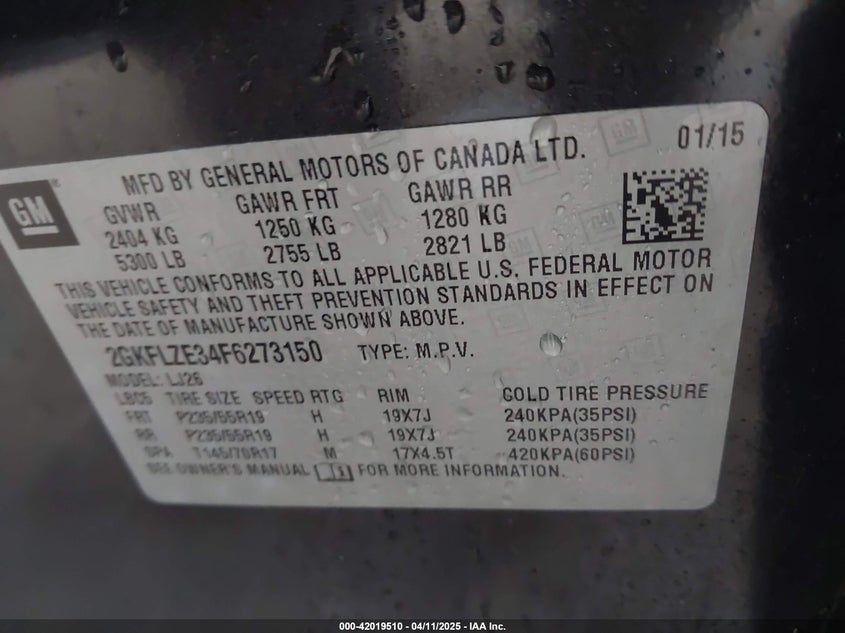 GM
MFD BY GENERAL MOTORS OF CANADA LTD. 01/15
GVWR GAWR FRT GAWR RR
2404 KG 1250 KG 1280 KG
5300 LB 2755 LB 2821 LB
THIS VEHICLE CONFORMS TO ALL APPLICABLE U.S. FEDERAL MOTOR
VEHICLE SAFETY AND THEFT PREVENTION STANDARDS IN EFFECT ON
THE DATE OF MANUFACTURE SHOWN ABOVE.
2GKFLZE34F6273150 TYPE: M.P.V.
MODEL: LJ26
TIRE SIZE SPEED RTG RIM COLD TIRE PRESSURE
FRT P235/55R19 H 19X7J 240KPA(35PSI)
RR P235/55R19 H 19X7J 240KPA(35PSI)
SPA T145/70R17 M 17X4.5T 420KPA(60PSI)
SEE OWNER'S MANUAL FOR MORE INFORMATION.
000-42019510 - 04/11/2025 - IAA Inc.